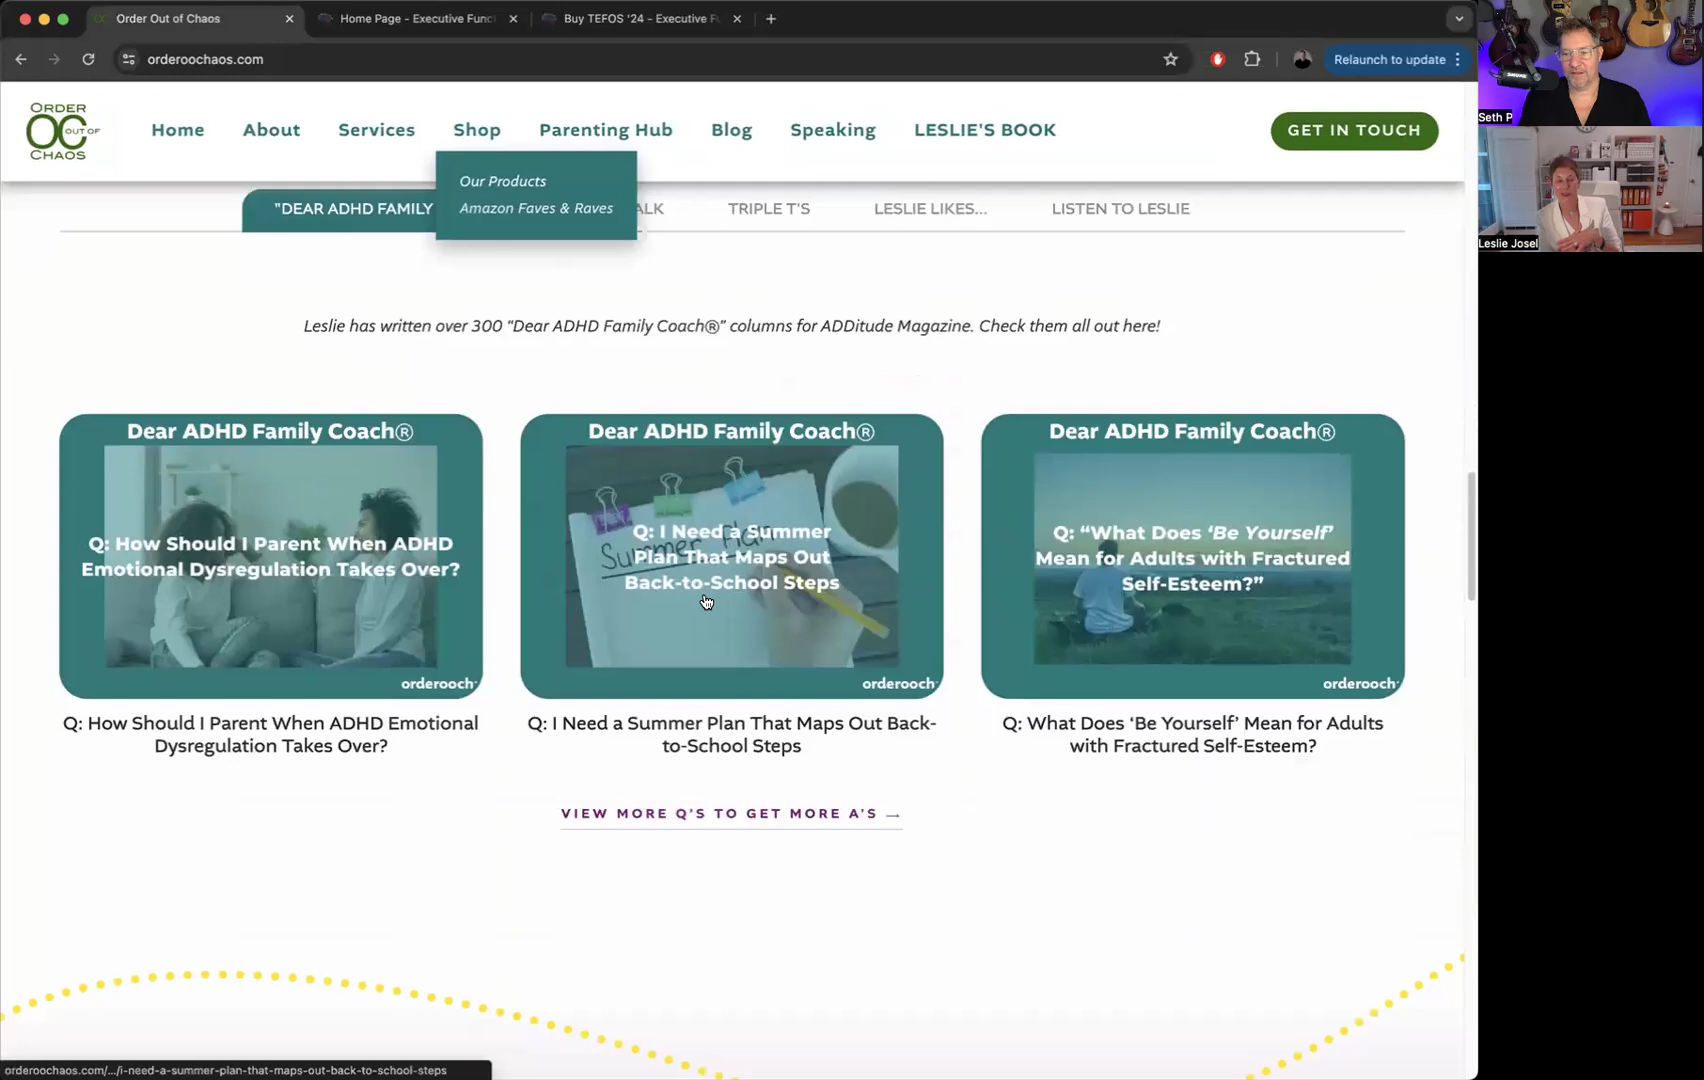 Order Out of Chaos
Home Page - Executive Func
Buy TEFOS '24 - Executive Fu
orderoochaos.com
Relaunch to update
ORDER
OC OUT OF
CHAOS
Home
About
Services
Shop
Parenting Hub
Blog
Speaking
LESLIE'S BOOK
GET IN TOUCH
Our Products
Amazon Faves & Raves
"DEAR ADHD FAMILY
ALK
TRIPLE T'S
LESLIE LIKES...
LISTEN TO LESLIE
Leslie has written over 300 “Dear ADHD Family Coach®” columns for ADDitude Magazine. Check them all out here!
Dear ADHD Family Coach®
Q: How Should I Parent When ADHD
Emotional Dysregulation Takes Over?
orderooch
Q: How Should I Parent When ADHD Emotional
Dysregulation Takes Over?
Dear ADHD Family Coach®
Summer Plan
Q: I Need a Summer
Plan That Maps Out
Back-to-School Steps
orderooch
Q: I Need a Summer Plan That Maps Out Back-
to-School Steps
Dear ADHD Family Coach®
Q: “What Does ‘Be Yourself’
Mean for Adults with Fractured
Self-Esteem?”
orderooch
Q: What Does ‘Be Yourself’ Mean for Adults
with Fractured Self-Esteem?
VIEW MORE Q'S TO GET MORE A'S →
orderoochaos.com/.../i-need-a-summer-plan-that-maps-out-back-to-school-steps
SHURE
Seth P
Leslie Josel